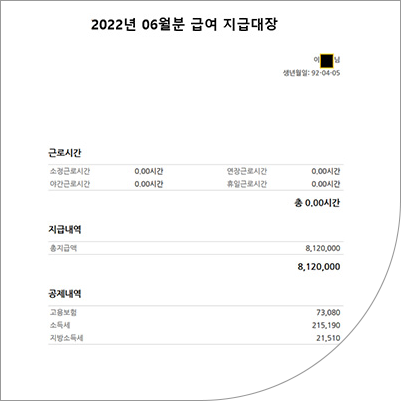 2022년 06월분 급여 지급대장
이 남
생년월일: 92-04-05
근로시간
소정근로시간 0.00시간 연장근로시간 0.00시간
야간근로시간 0.00시간 휴일근로시간 0.00시간
총 0.00시간
지급내역
총지급액 8,120,000
8,120,000
공제내역
고용보험 73,080
소득세 215,190
지방소득세 21,510